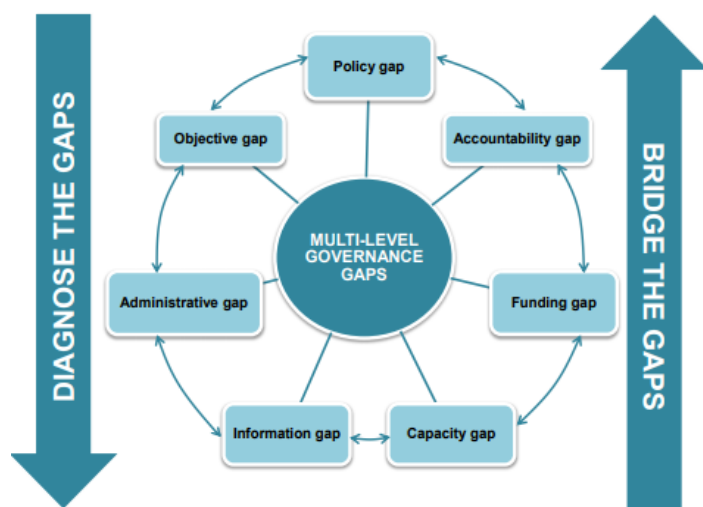 DIAGNOSE THE GAPS
Policy gap
Objective gap
Accountability gap
MULTI-LEVEL
GOVERNANCE
GAPS
Administrative gap
Funding gap
Information gap
Capacity gap
BRIDGE THE GAPS